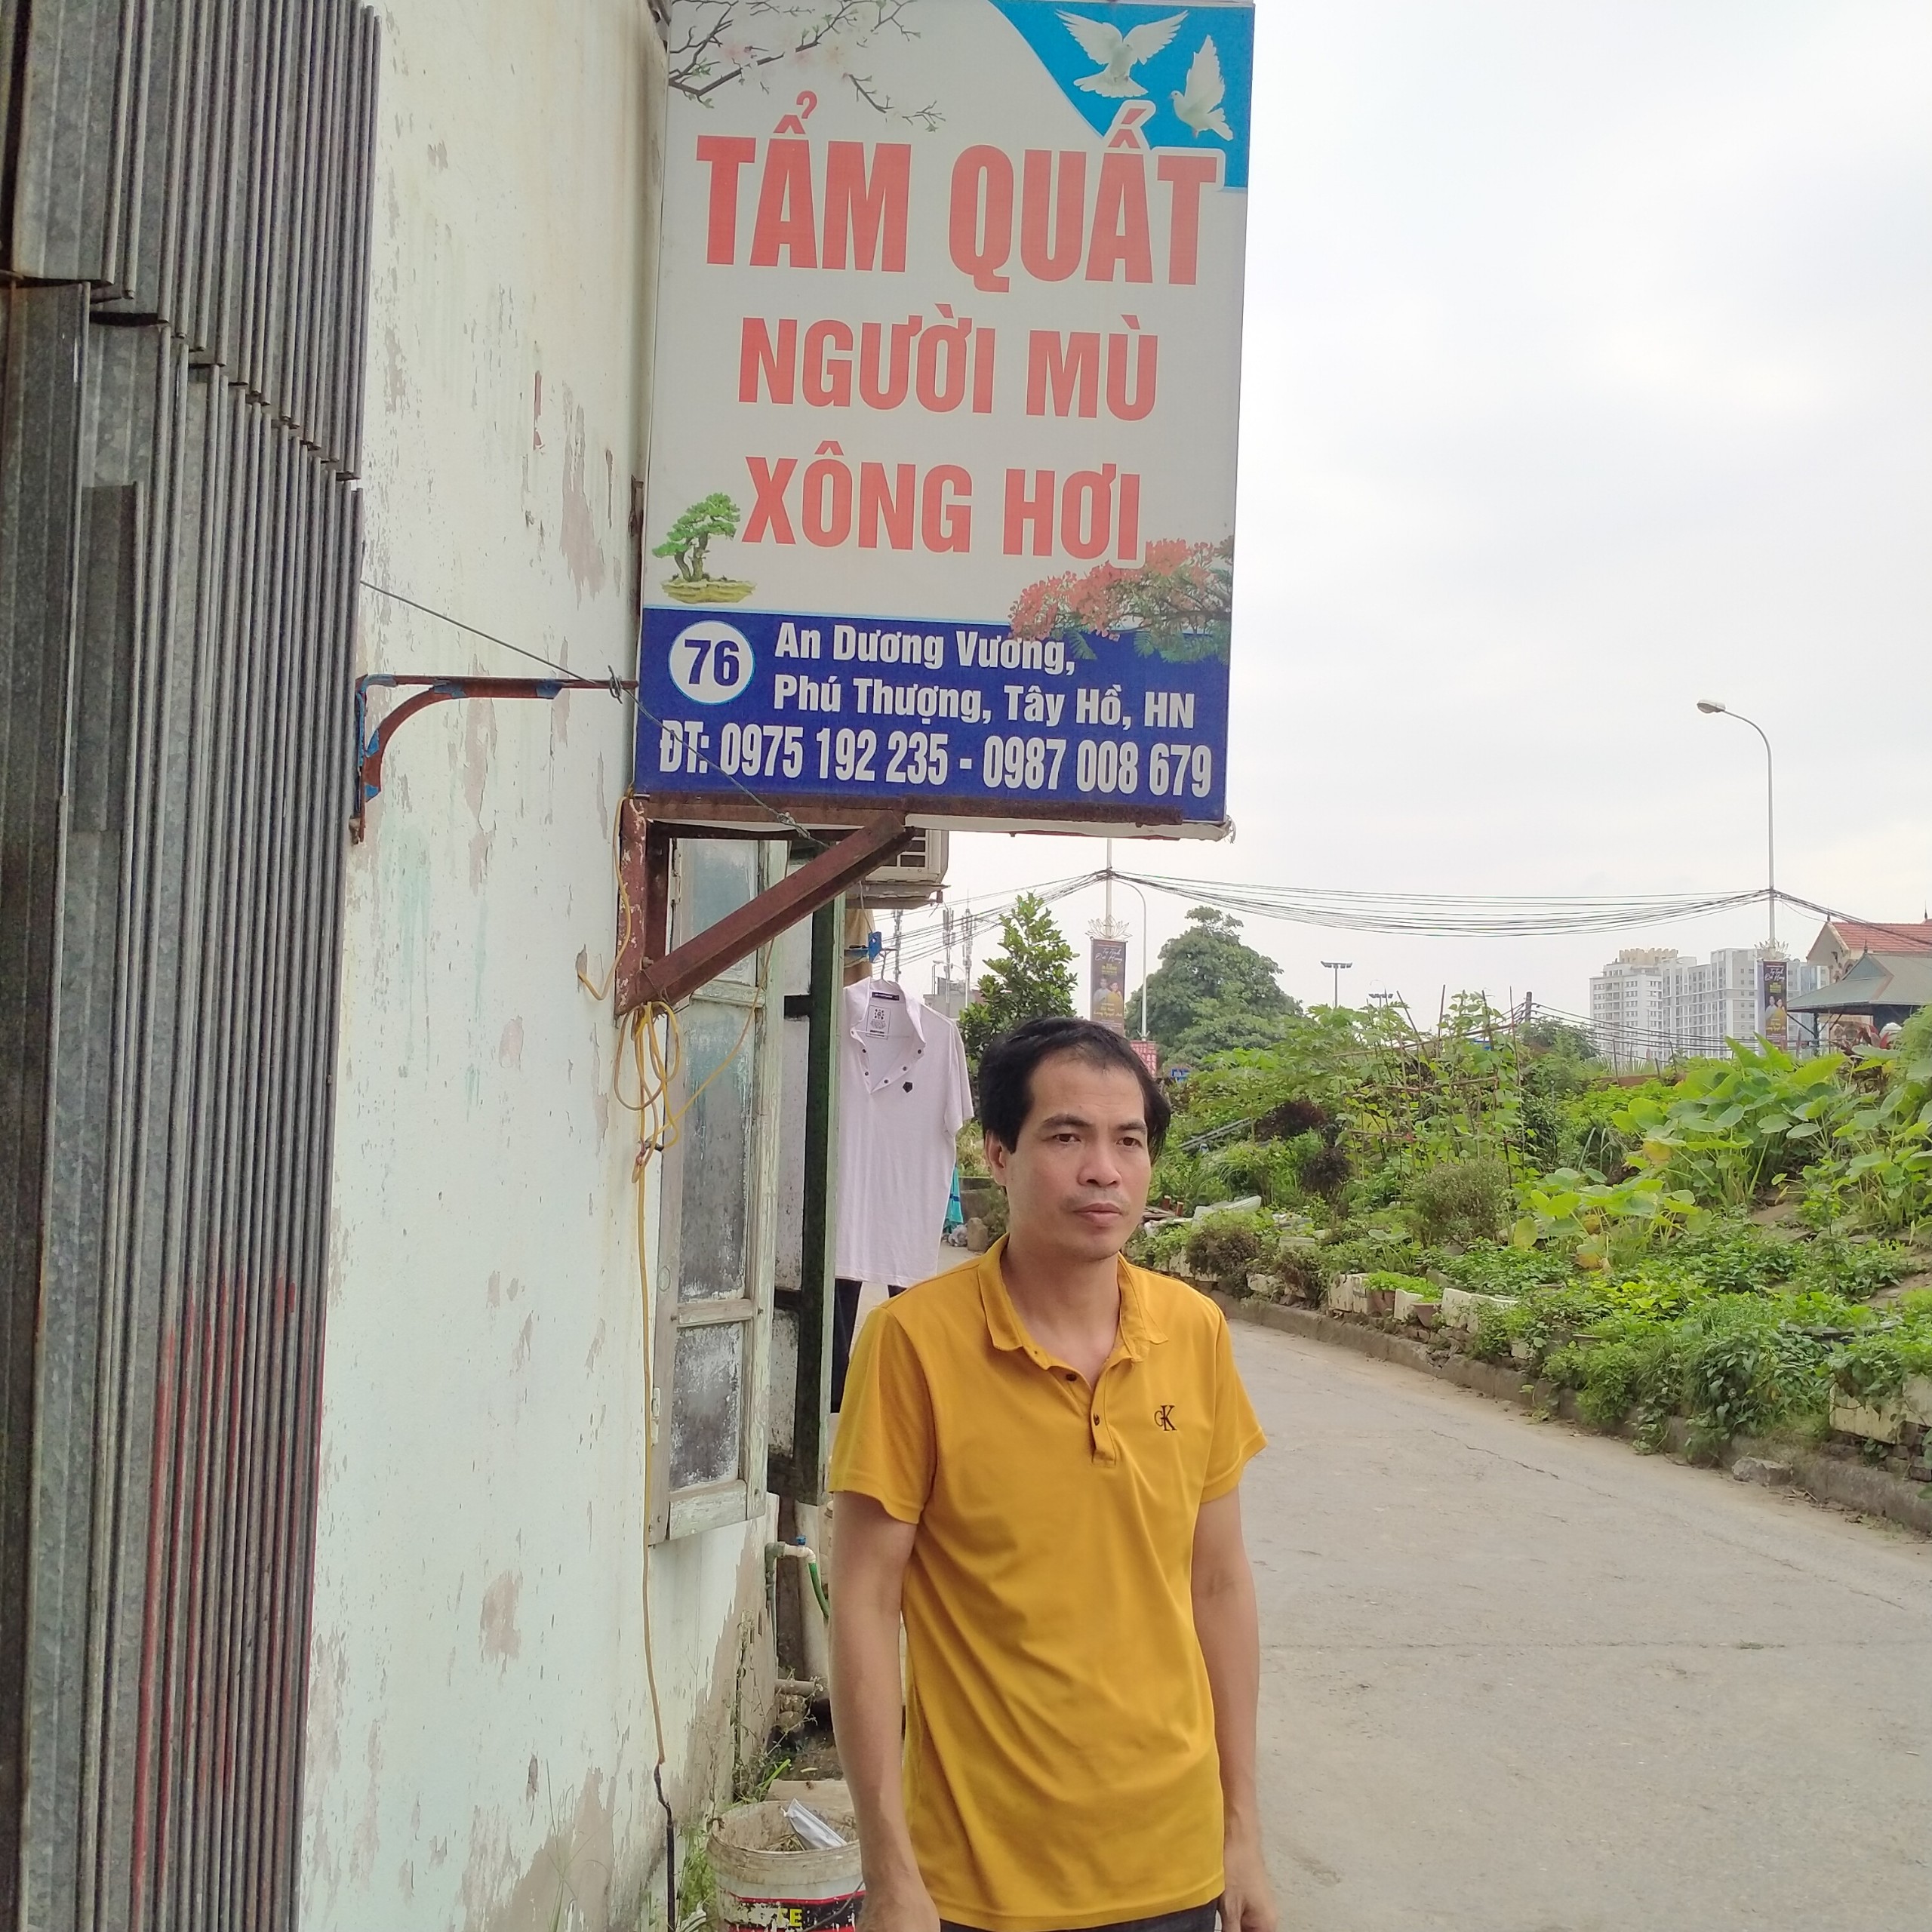 TẨM QUẤT
NGƯỜI MÙ
XÔNG HƠI
76
An Dương Vương,
Phú Thượng, Tây Hồ, HN
ĐT: 0975 192 235 - 0987 008 679
CK